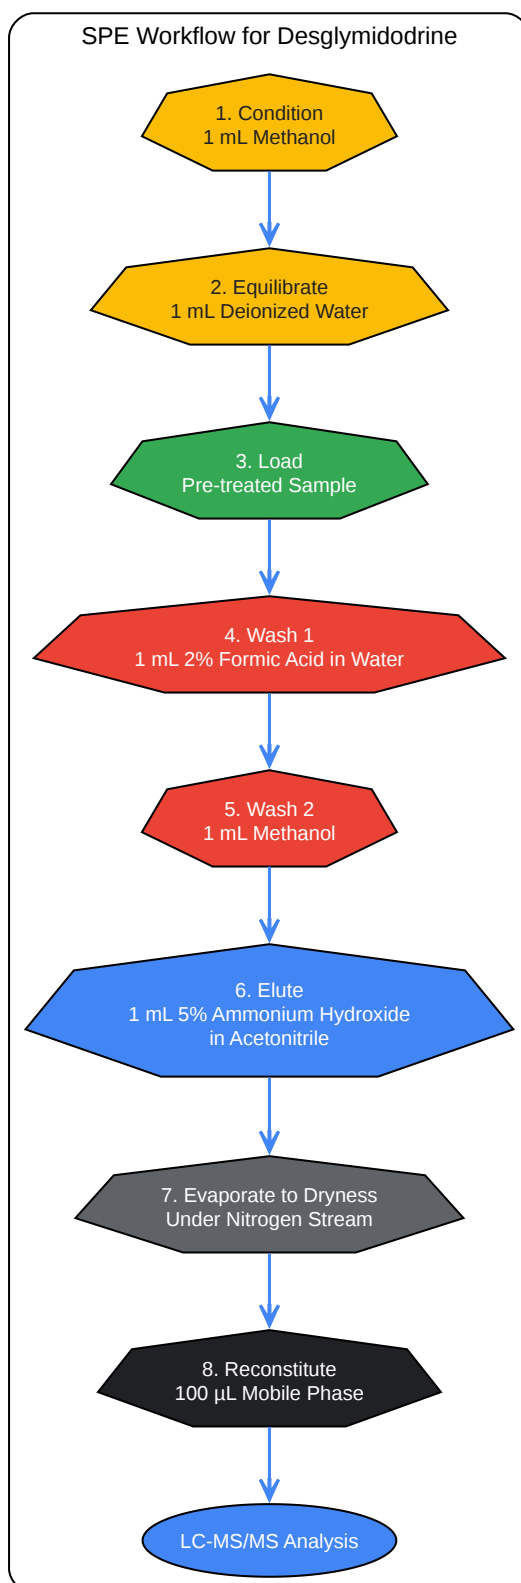 SPE Workflow for Desglymidodrine
1. Condition
1 mL Methanol
2. Equilibrate
1 mL Deionized Water
3. Load
Pre-treated Sample
4. Wash 1
1 mL 2% Formic Acid in Water
5. Wash 2
1 mL Methanol
6. Elute
1 mL 5% Ammonium Hydroxide
in Acetonitrile
7. Evaporate to Dryness
Under Nitrogen Stream
8. Reconstitute
100 µL Mobile Phase
LC-MS/MS Analysis